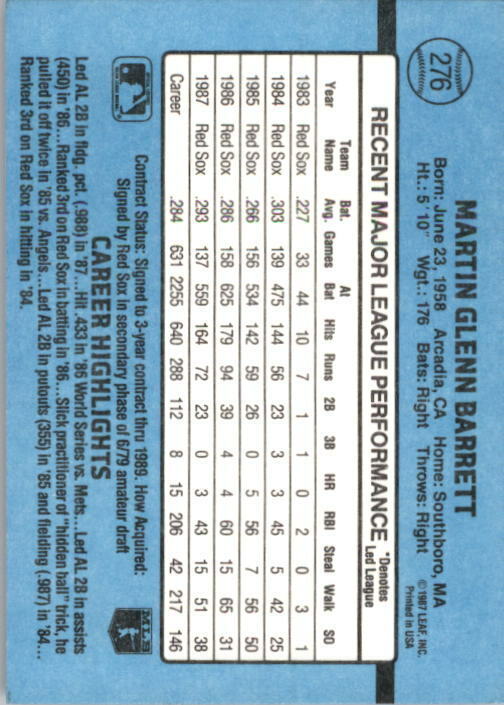 276
MARTIN GLENN BARRETT
Born: June 23, 1958 Arcadia, CA Home: Southboro, MA
Ht.: 5'10" Wgt.: 176 Bats: Right Throws: Right
©1987 LEAF, INC.
Printed in USA
RECENT MAJOR LEAGUE PERFORMANCE *Denotes Led League
Year Team Name Bat. Avg. Games At Bat Hits Runs 2B 3B HR RBI Steal Walk SO
1983 Red Sox .227 33 44 10 7 1 1 0 2 0 3 1
1984 Red Sox .303 139 475 144 56 23 3 3 45 5 42 25
1985 Red Sox .266 156 534 142 59 26 0 5 56 7 56 50
1986 Red Sox .286 158 625 179 94 39 4 4 60 15 65 31
1987 Red Sox .293 137 559 164 72 23 0 3 43 15 51 38
Career .284 631 2255 640 288 112 8 15 206 42 217 146
Contract Status: Signed to 3-year contract thru 1989. How Acquired:
Signed by Red Sox in secondary phase of 6/79 amateur draft
MLB
CAREER HIGHLIGHTS
Led AL 2B in fldg. pct. (.988) in '87...Hit .433 in '86 World Series vs. Mets...Led AL 2B in assists
(450) in '86...Ranked 3rd on Red Sox in batting in '86...Slick practitioner of "hidden ball" trick, he
pulled it off twice in '85 vs. Angels...Led AL 2B in putouts (355) in '85 and fielding (.987) in '84...
Ranked 3rd on Red Sox in hitting in '84.